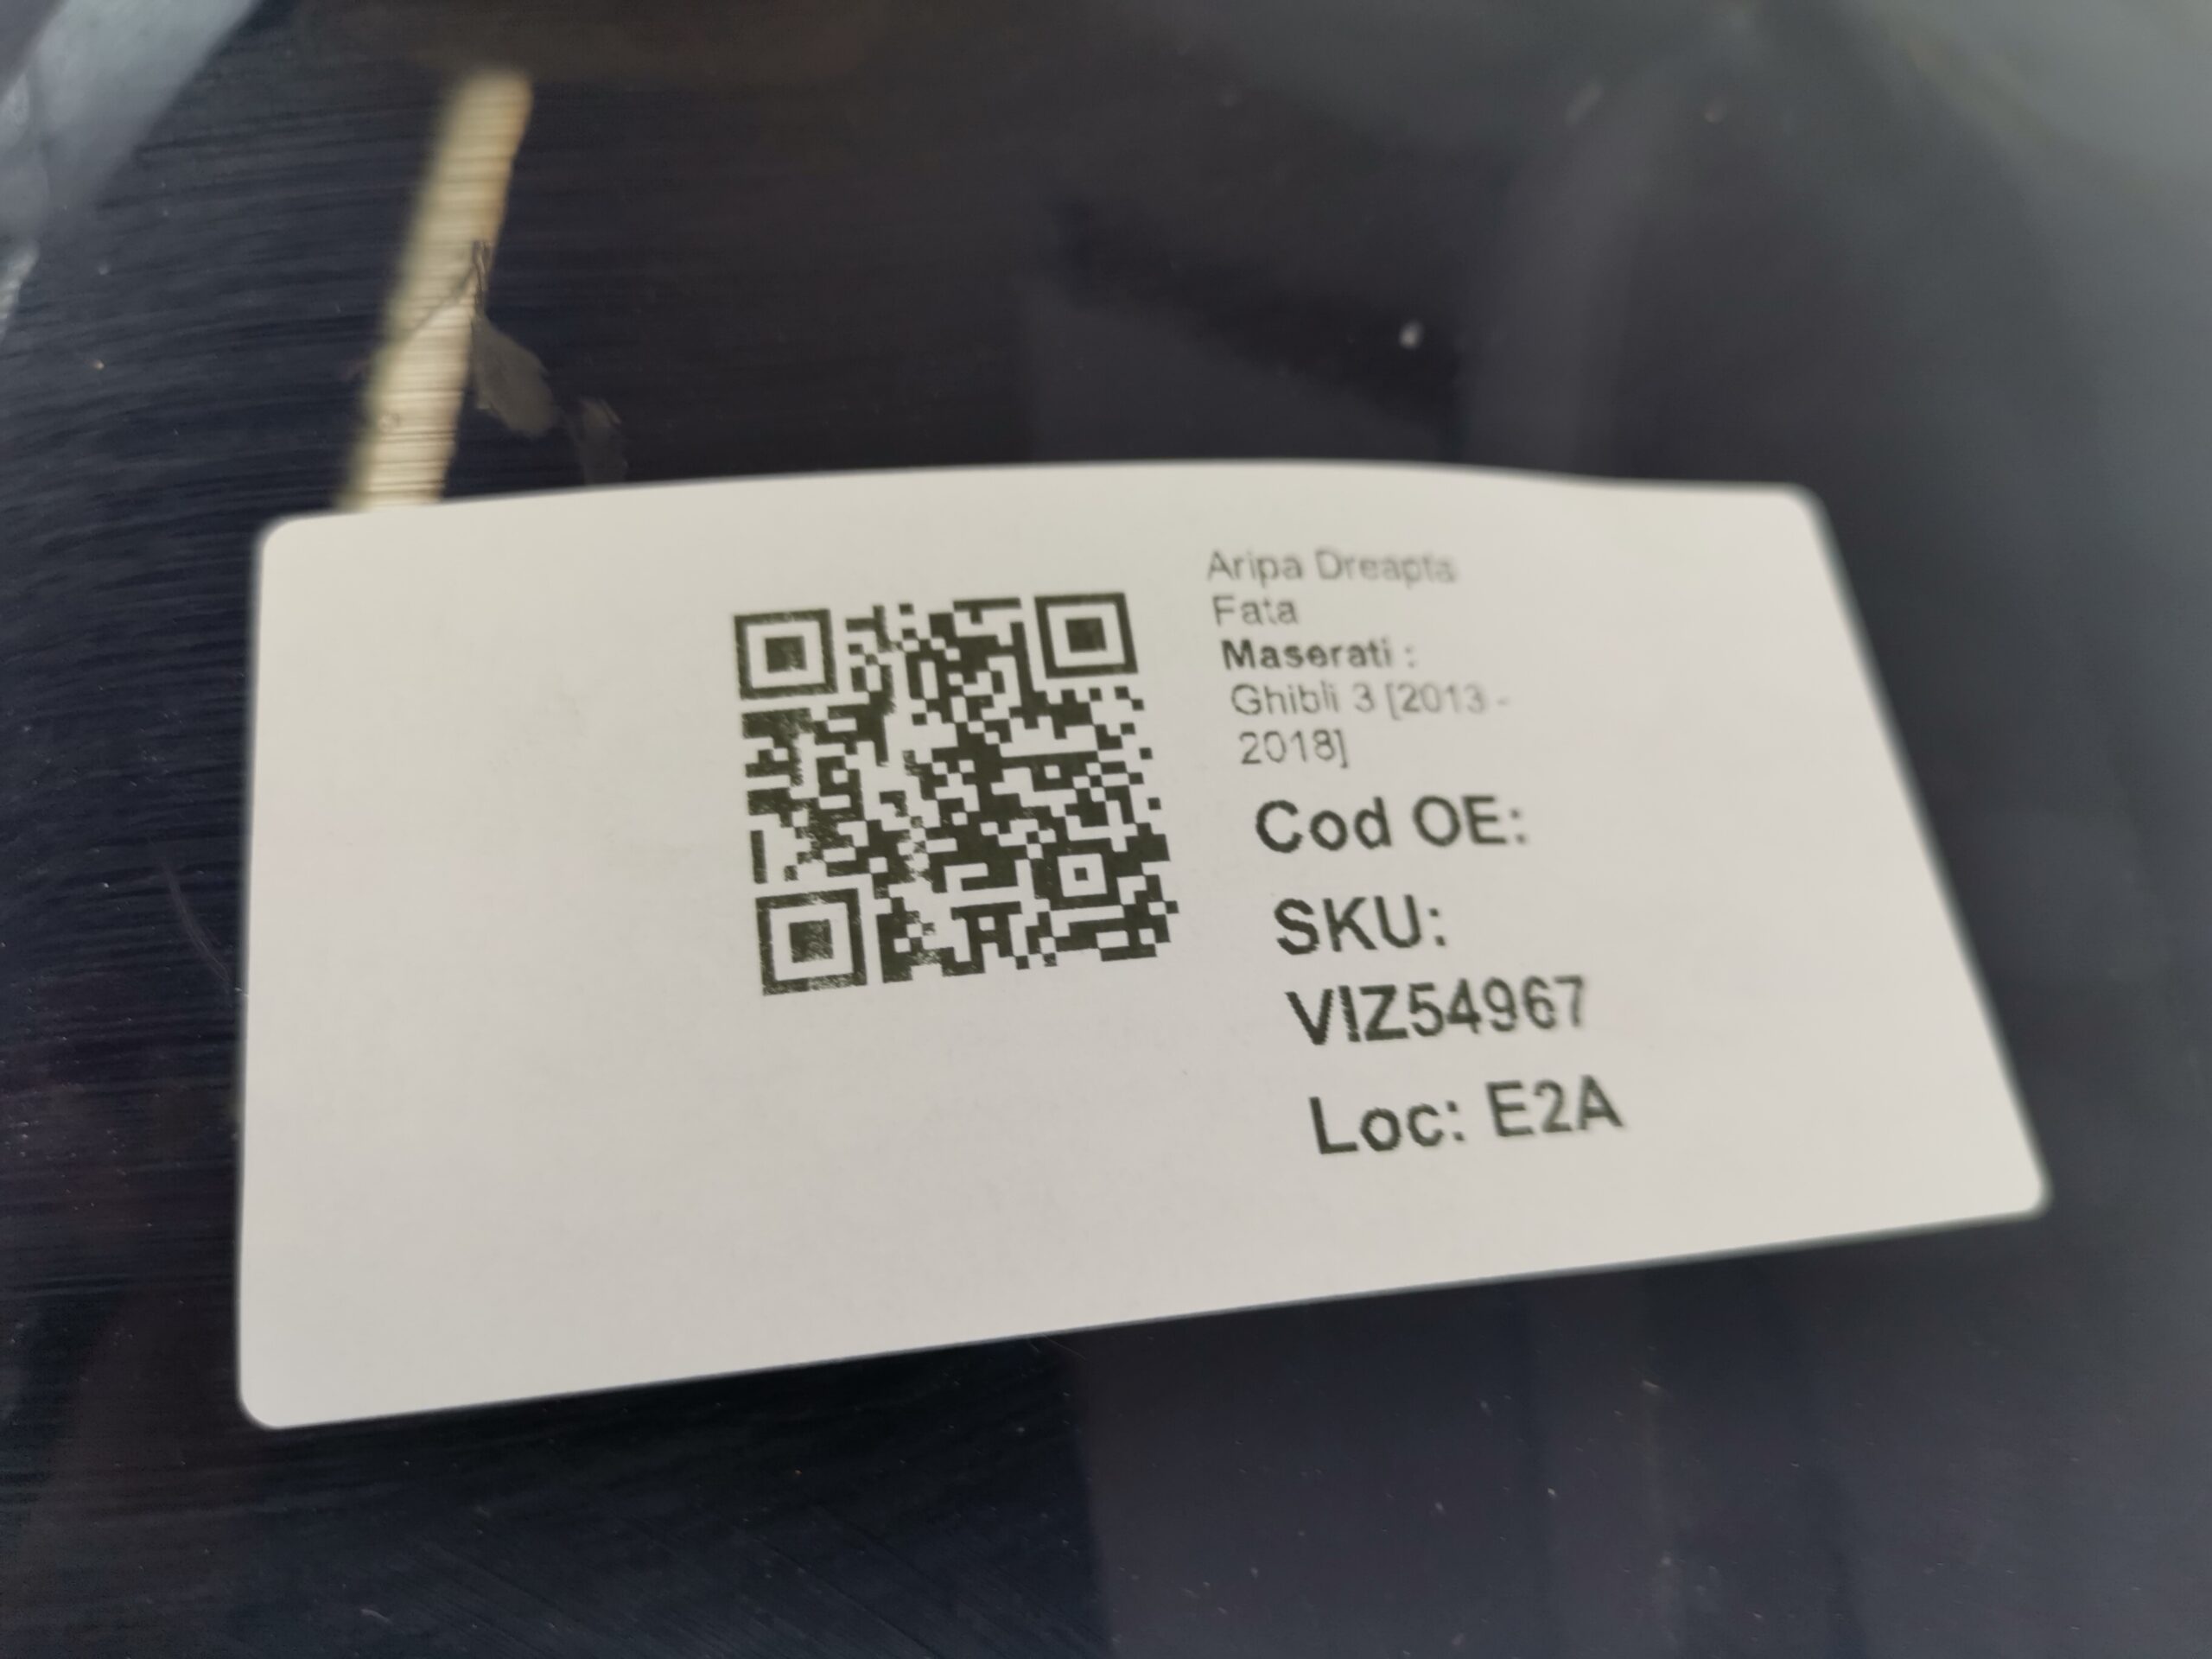 Aripa Dreapta
Fata
Maserati :
Ghibli 3 [2013 -
2018]
Cod OE:
SKU:
VIZ54967
Loc: E2A